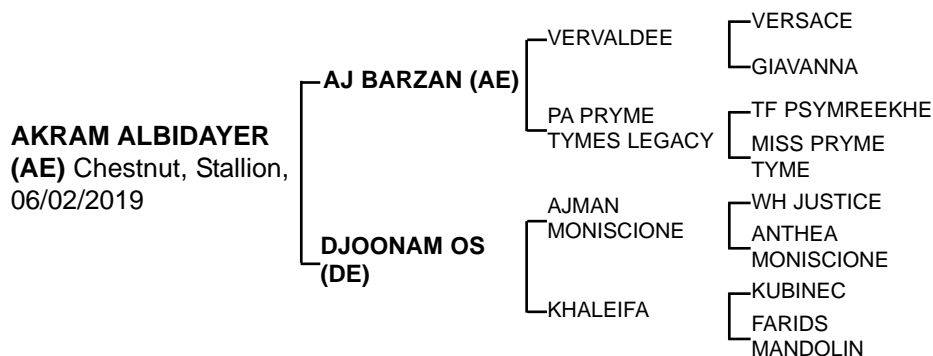 AKRAM ALBIDAYER
(AE) Chestnut, Stallion,
06/02/2019
AJ BARZAN (AE)
DJOONAM OS
(DE)
VERVALDEE
PA PRYME
TYMES LEGACY
AJMAN
MONISCIONE
KHALEIFA
VERSACE
GIAVANNA
TF PSYMREEKHE
MISS PRYME
TYME
WH JUSTICE
ANTHEA
MONISCIONE
KUBINEC
FARIDS
MANDOLIN